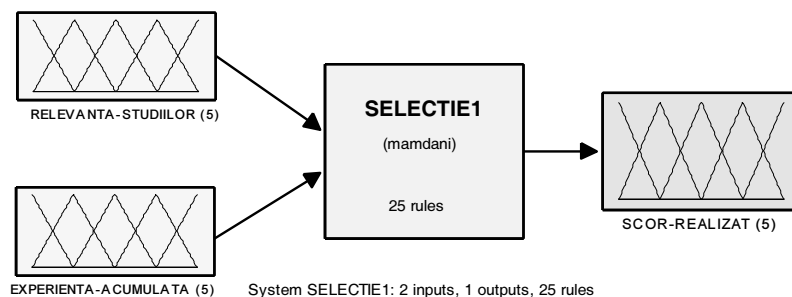 RELEVANTA-STUDIILOR (5)
SELECTIE1
(mamdani)
25 rules
SCOR-REALIZAT (5)
EXPERIENTA-ACUMULATA (5)
System SELECTIE1: 2 inputs, 1 outputs, 25 rules